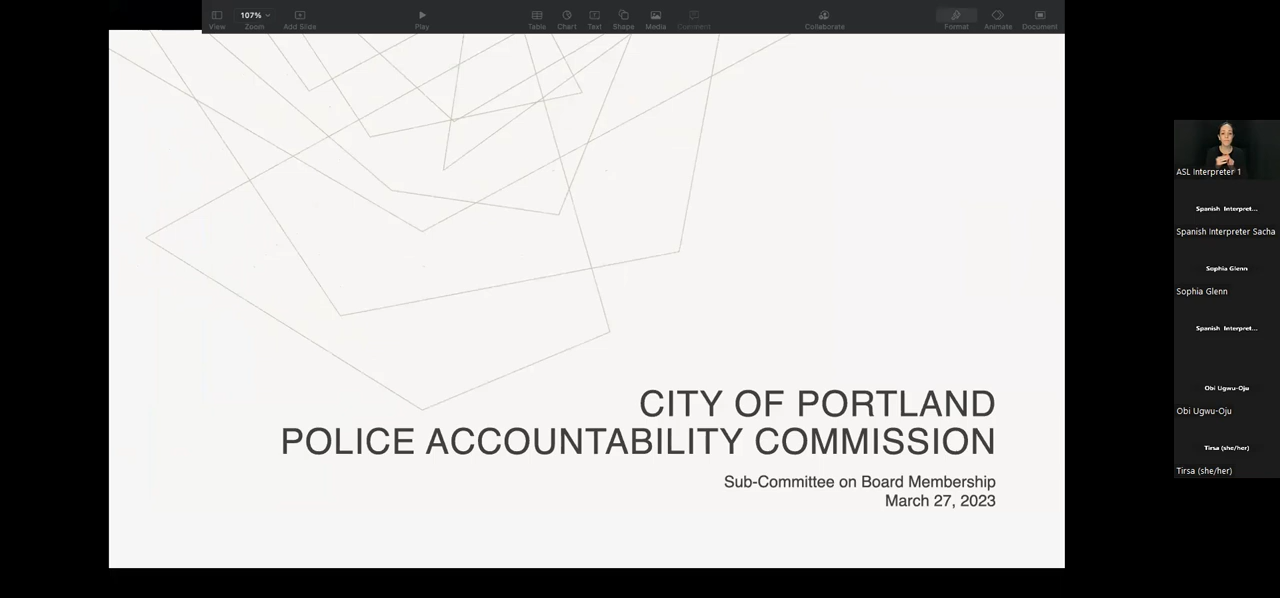 107%
View
Zoom
Add Slide
Play
Table
Chart
Text
Shape
Media
Comment
Collaborate
Format
Animate
Document
CITY OF PORTLAND
POLICE ACCOUNTABILITY COMMISSION
Sub-Committee on Board Membership
March 27, 2023
ASL Interpreter 1
Spanish Interpret...
Spanish Interpreter Sacha
Sophia Glenn
Sophia Glenn
Spanish Interpret...
Obi Ugwu-Oju
Obi Ugwu-Oju
Tirsa (she/her)
Tirsa (she/her)